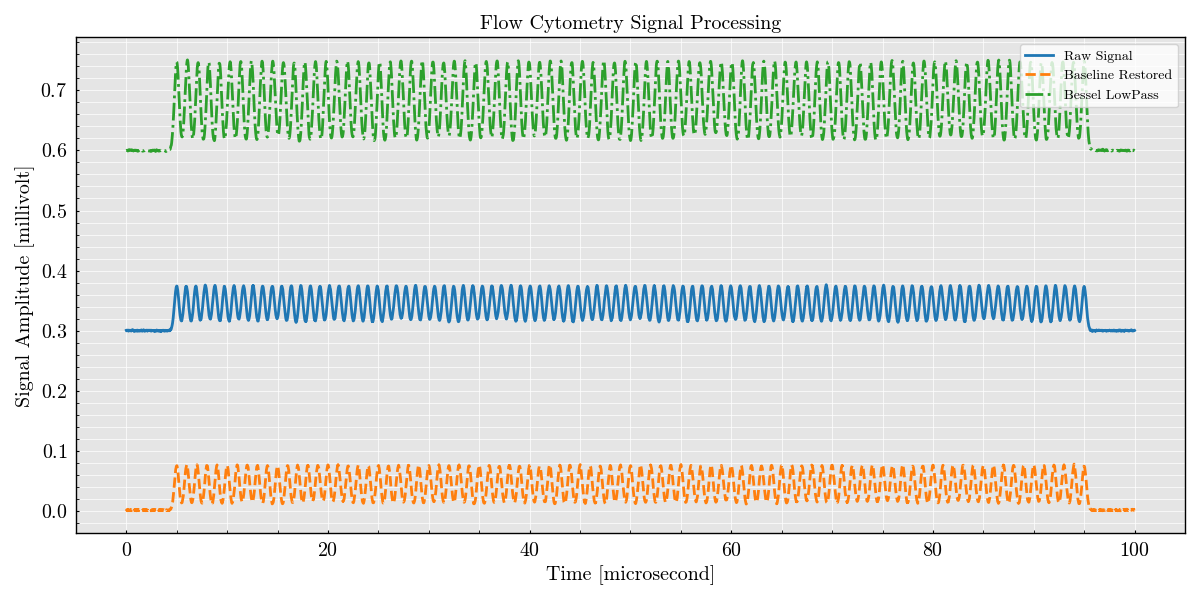 Flow Cytometry Signal Processing
Raw Signal
Baseline Restored
Bessel LowPass
Signal Amplitude [millivolt]
0.7
0.6
0.5
0.4
0.3
0.2
0.1
0.0
0 20 40 60 80 100
Time [microsecond]